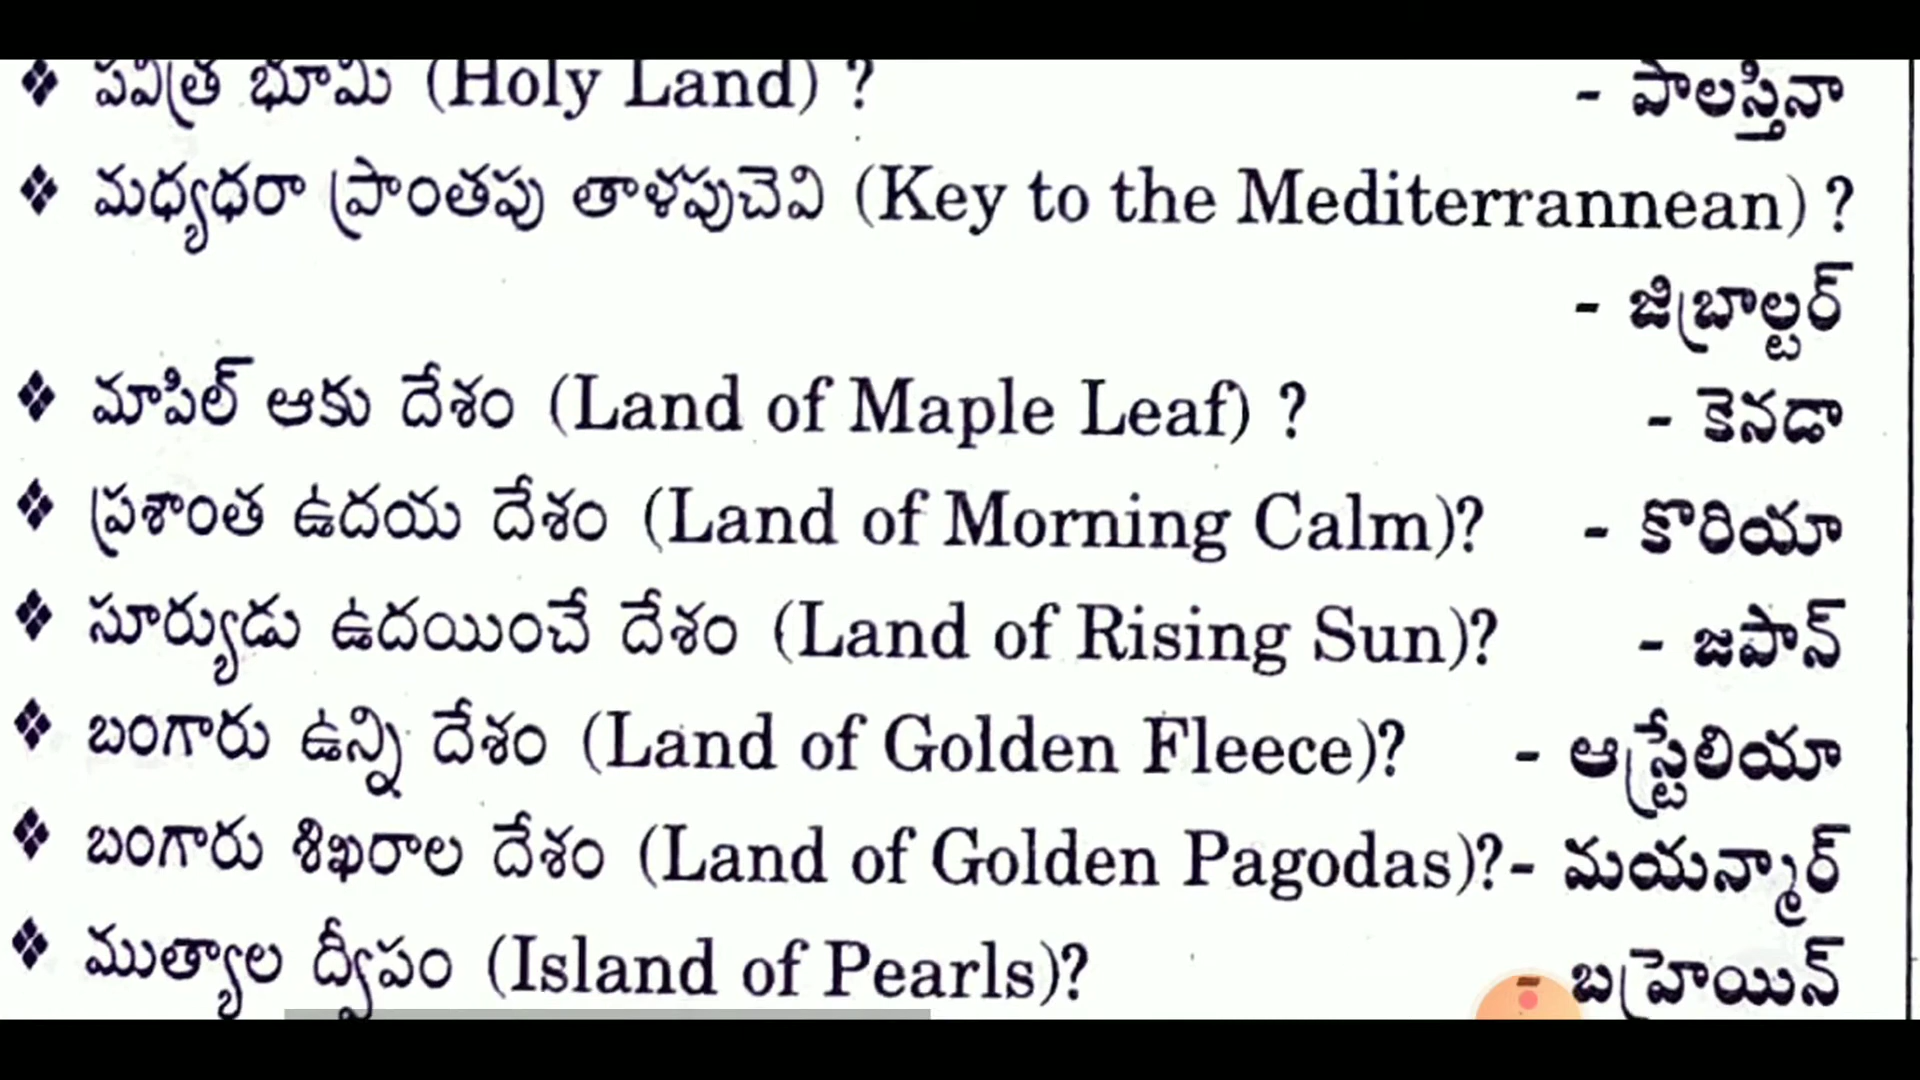 ❖ పవిత్ర భూమి (Holy Land) ? - పాలస్తినా
❖ మధ్యధరా ప్రాంతపు తాళపుచెవి (Key to the Mediterrannean) ?
- జిబ్రాల్టర్
❖ మాపిల్ ఆకు దేశం (Land of Maple Leaf) ? - కెనడా
❖ ప్రశాంత ఉదయ దేశం (Land of Morning Calm)? - కొరియా
❖ సూర్యుడు ఉదయించే దేశం (Land of Rising Sun)? - జపాన్
❖ బంగారు ఉన్ని దేశం (Land of Golden Fleece)? - ఆస్ట్రేలియా
❖ బంగారు శిఖరాల దేశం (Land of Golden Pagodas)?- మయన్మార్
❖ ముత్యాల ద్వీపం (Island of Pearls)? - బహ్రెయిన్